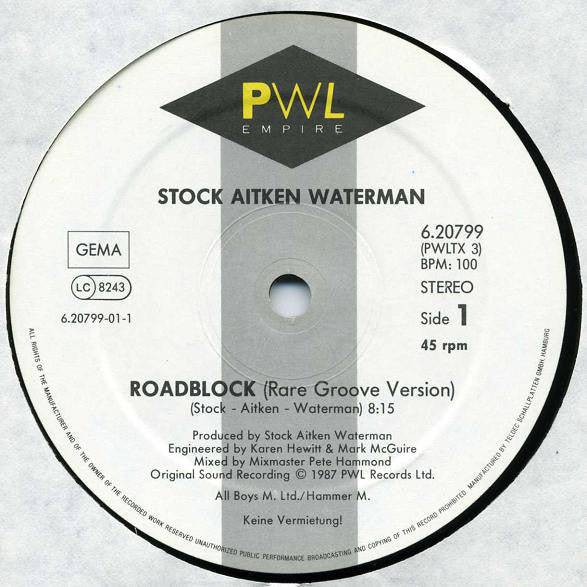 PWL
EMPIRE
STOCK AITKEN WATERMAN
GEMA
LC 8243
6.20799-01-1
6.20799
(PWLTX 3)
BPM: 100
STEREO
Side 1
45 rpm
ROADBLOCK (Rare Groove Version)
(Stock - Aitken - Waterman) 8:15
Produced by Stock Aitken Waterman
Engineered by Karen Hewitt & Mark McGuire
Mixed by Mixmaster Pete Hammond
Original Sound Recording © 1987 PWL Records Ltd.
All Boys M. Ltd./Hammer M.
Keine Vermietung!
ALL RIGHTS OF THE MANUFACTURER AND OF THE OWNER OF THE RECORDED WORK RESERVED UNAUTHORIZED PUBLIC PERFORMANCE BROADCASTING AND COPYING OF THIS RECORD PROHIBITED. MANUFACTURED BY TELDEC SCHALLPLATTEN GMBH, HAMBURG